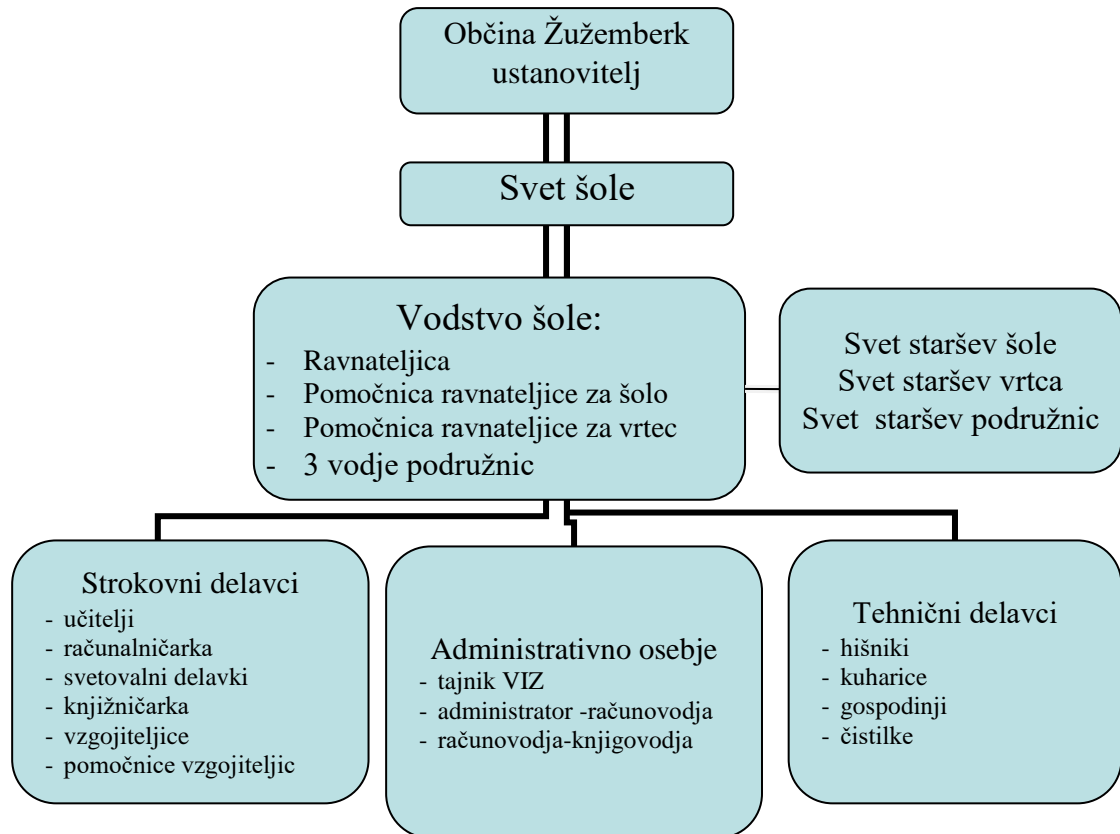 Občina Žužemberk
ustanovitelj
Svet šole
Vodstvo šole:
- Ravnateljica
- Pomočnica ravnateljice za šolo
- Pomočnica ravnateljice za vrtec
- 3 vodje podružnic
Svet staršev šole
Svet staršev vrtca
Svet staršev podružnic
Strokovni delavci
- učitelji
- računalničarka
- svetovalni delavki
- knjižničarka
- vzgojiteljice
- pomočnice vzgojiteljic
Administrativno osebje
- tajnik VIZ
- administrator -računovodja
- računovodja-knjigovodja
Tehnični delavci
- hišniki
- kuharice
- gospodinji
- čistilke